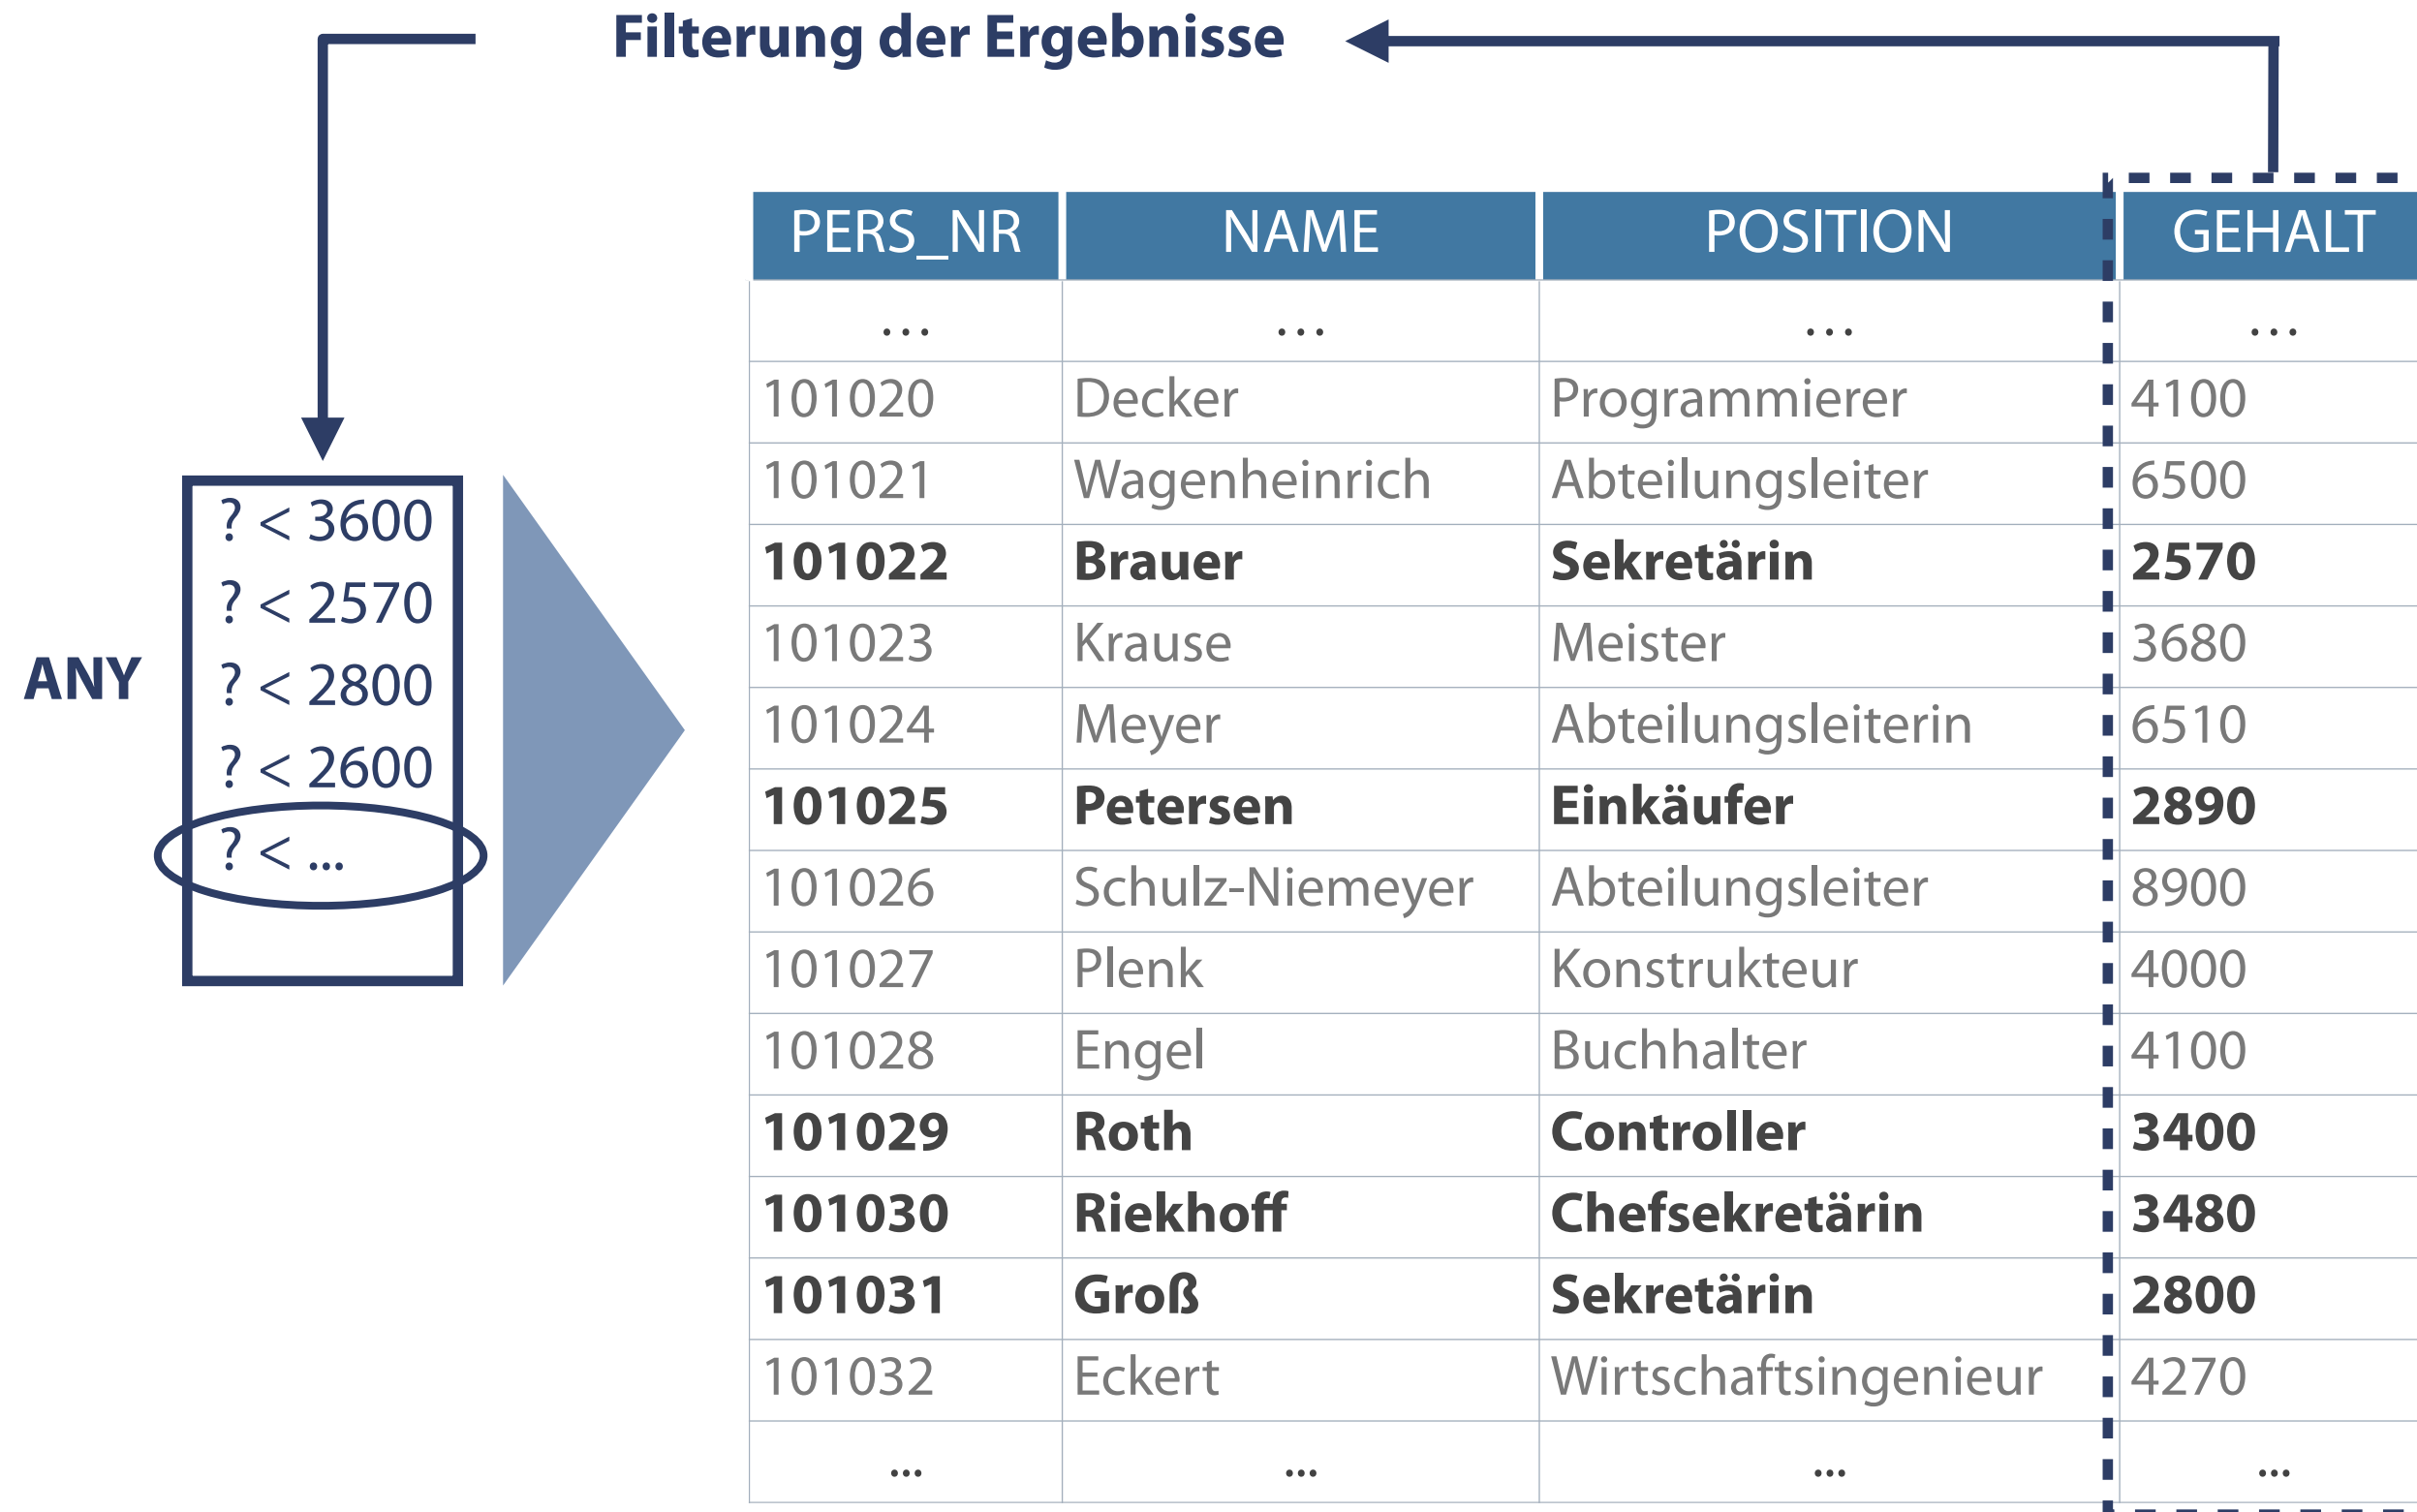 Filterung der Ergebnisse
ANY
? < 3600
? < 2570
? < 2800
? < 2600
? < ...
PERS_NR NAME POSITION GEHALT
... ... ... ...
101020 Decker Programmierer 4100
101021 Wagenheinrich Abteilungsleiter 6500
101022 Brauer Sekretärin 2570
101023 Krause Meister 3680
101024 Meyer Abteilungsleiterin 6510
101025 Petersen Einkäufer 2890
101026 Schulz-Niemeyer Abteilungsleiter 8900
101027 Plenk Konstrukteur 4000
101028 Engel Buchhalter 4100
101029 Roth Controller 3400
101030 Riekhoff Chefsekretärin 3480
101031 Groß Sekretärin 2800
101032 Eckert Wirtschaftsingenieur 4270
... ... ... ...